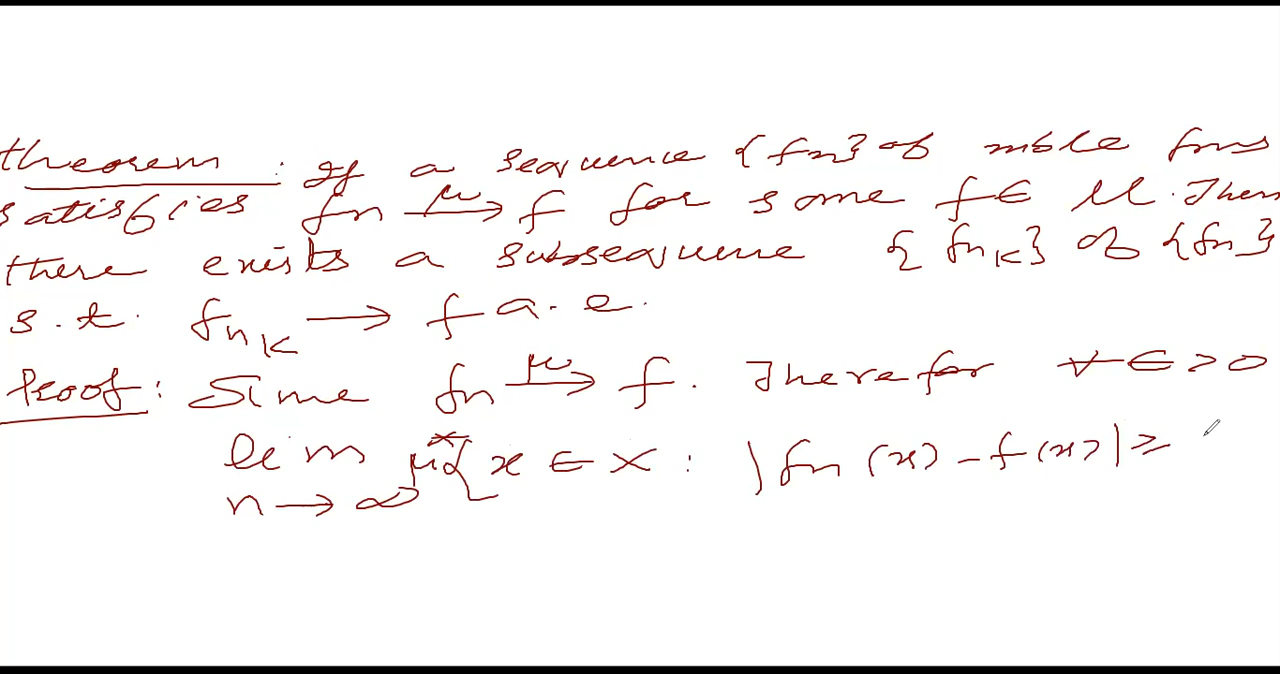 theorem : If a sequence {fn} of mble fns
satisfies fn →μ f for some f ∈ M. Then
there exists a subsequence {fnₖ} of {fn}
s.t. fnₖ → f a.e.
Proof : Since fn →μ f. Therefor ∀ ∈ > 0
lim μ*{x ∈ X : |fn(x) - f(x)| ≥
n → ∞